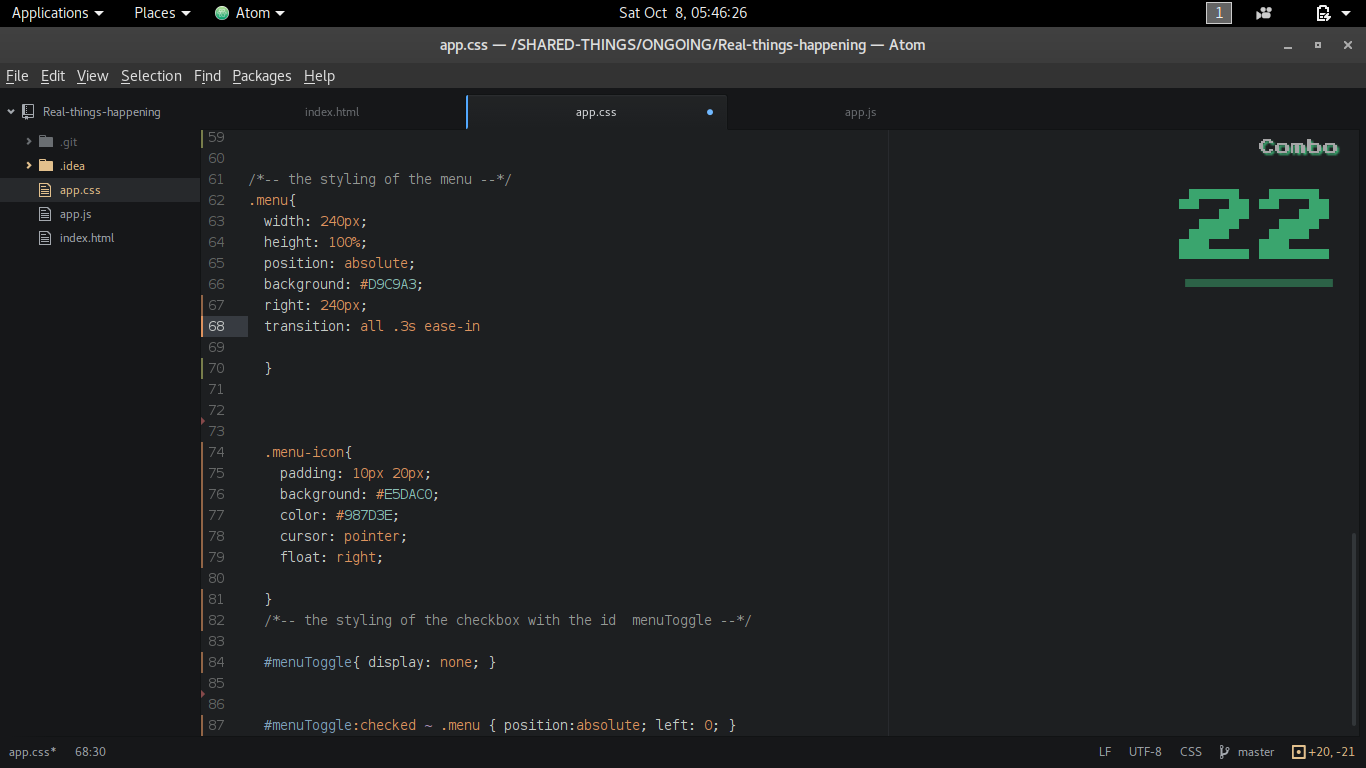 Applications Places Atom Sat Oct 8, 05:46:26 1
app.css — /SHARED-THINGS/ONGOING/Real-things-happening — Atom
File Edit View Selection Find Packages Help
Real-things-happening
.git
.idea
app.css
app.js
index.html
index.html app.css app.js
59
60
61 /*-- the styling of the menu --*/
62 .menu{
63 width: 240px;
64 height: 100%;
65 position: absolute;
66 background: #D9C9A3;
67 right: 240px;
68 transition: all .3s ease-in
69
70 }
71
72
73
74 .menu-icon{
75 padding: 10px 20px;
76 background: #E5DAC0;
77 color: #987D3E;
78 cursor: pointer;
79 float: right;
80
81 }
82 /*-- the styling of the checkbox with the id  menuToggle --*/
83
84 #menuToggle{ display: none; }
85
86
87 #menuToggle:checked ~ .menu { position:absolute; left: 0; }
Combo
22
app.css* 68:30 LF UTF-8 CSS master +20, -21